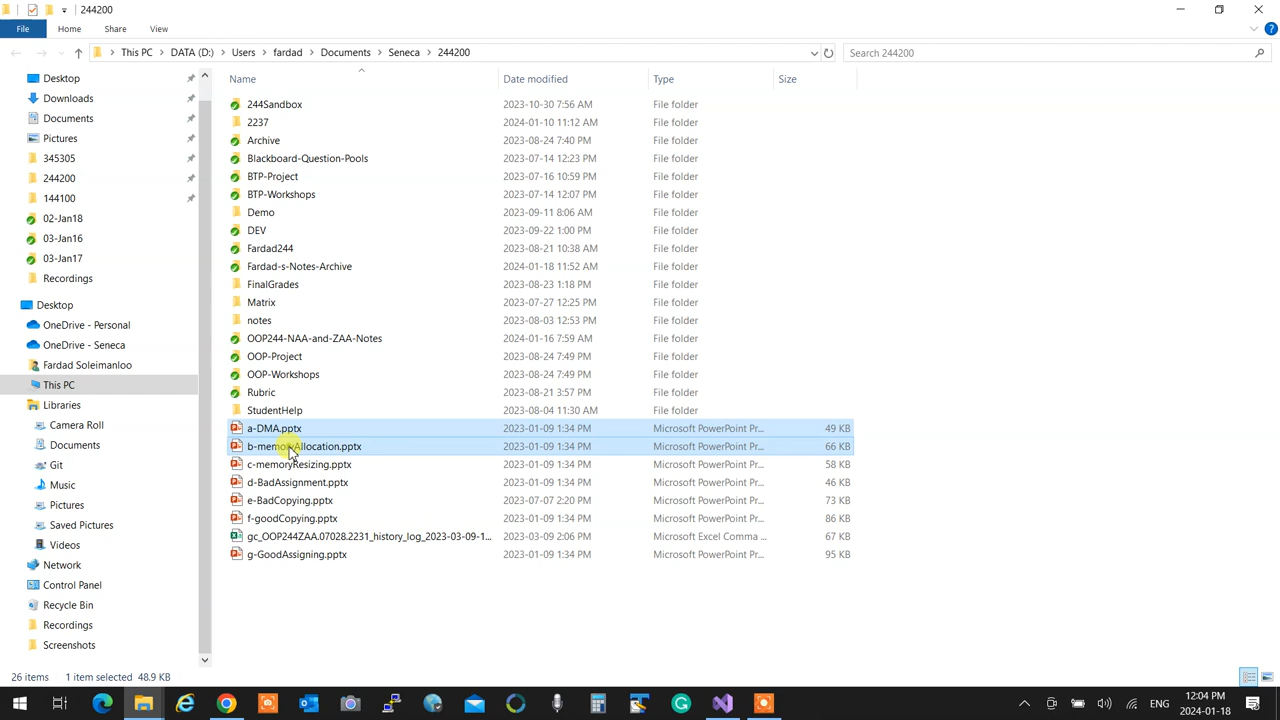 244200
File Home Share View
This PC DATA (D:) Users fardad Documents Seneca 244200
Search 244200
Name Date modified Type Size
Desktop
Downloads
Documents
Pictures
345305
244200
144100
02-Jan18
03-Jan16
03-Jan17
Recordings
Desktop
OneDrive - Personal
OneDrive - Seneca
Fardad Soleimanloo
This PC
Libraries
Camera Roll
Documents
Git
Music
Pictures
Saved Pictures
Videos
Network
Control Panel
Recycle Bin
Recordings
Screenshots
244Sandbox 2023-10-30 7:56 AM File folder
2237 2024-01-10 11:12 AM File folder
Archive 2023-08-24 7:40 PM File folder
Blackboard-Question-Pools 2023-07-14 12:23 PM File folder
BTP-Project 2023-07-16 10:59 PM File folder
BTP-Workshops 2023-07-14 12:07 PM File folder
Demo 2023-09-11 8:06 AM File folder
DEV 2023-09-22 1:00 PM File folder
Fardad244 2023-08-21 10:38 AM File folder
Fardad-s-Notes-Archive 2024-01-18 11:52 AM File folder
FinalGrades 2023-08-23 1:18 PM File folder
Matrix 2023-07-27 12:25 PM File folder
notes 2023-08-03 12:53 PM File folder
OOP244-NAA-and-ZAA-Notes 2024-01-16 7:59 AM File folder
OOP-Project 2023-08-24 7:49 PM File folder
OOP-Workshops 2023-08-24 7:49 PM File folder
Rubric 2023-08-21 3:57 PM File folder
StudentHelp 2023-08-04 11:30 AM File folder
a-DMA.pptx 2023-01-09 1:34 PM Microsoft PowerPoint Pr... 49 KB
b-memoryAllocation.pptx 2023-01-09 1:34 PM Microsoft PowerPoint Pr... 66 KB
c-memoryResizing.pptx 2023-01-09 1:34 PM Microsoft PowerPoint Pr... 58 KB
d-BadAssignment.pptx 2023-01-09 1:34 PM Microsoft PowerPoint Pr... 46 KB
e-BadCopying.pptx 2023-07-07 2:20 PM Microsoft PowerPoint Pr... 73 KB
f-goodCopying.pptx 2023-01-09 1:34 PM Microsoft PowerPoint Pr... 86 KB
gc_OOP244ZAA.07028.2231_history_log_2023-03-09-1... 2023-03-09 2:06 PM Microsoft Excel Comma ... 67 KB
g-GoodAssigning.pptx 2023-01-09 1:34 PM Microsoft PowerPoint Pr... 95 KB
26 items 1 item selected 48.9 KB
ENG
12:04 PM
2024-01-18